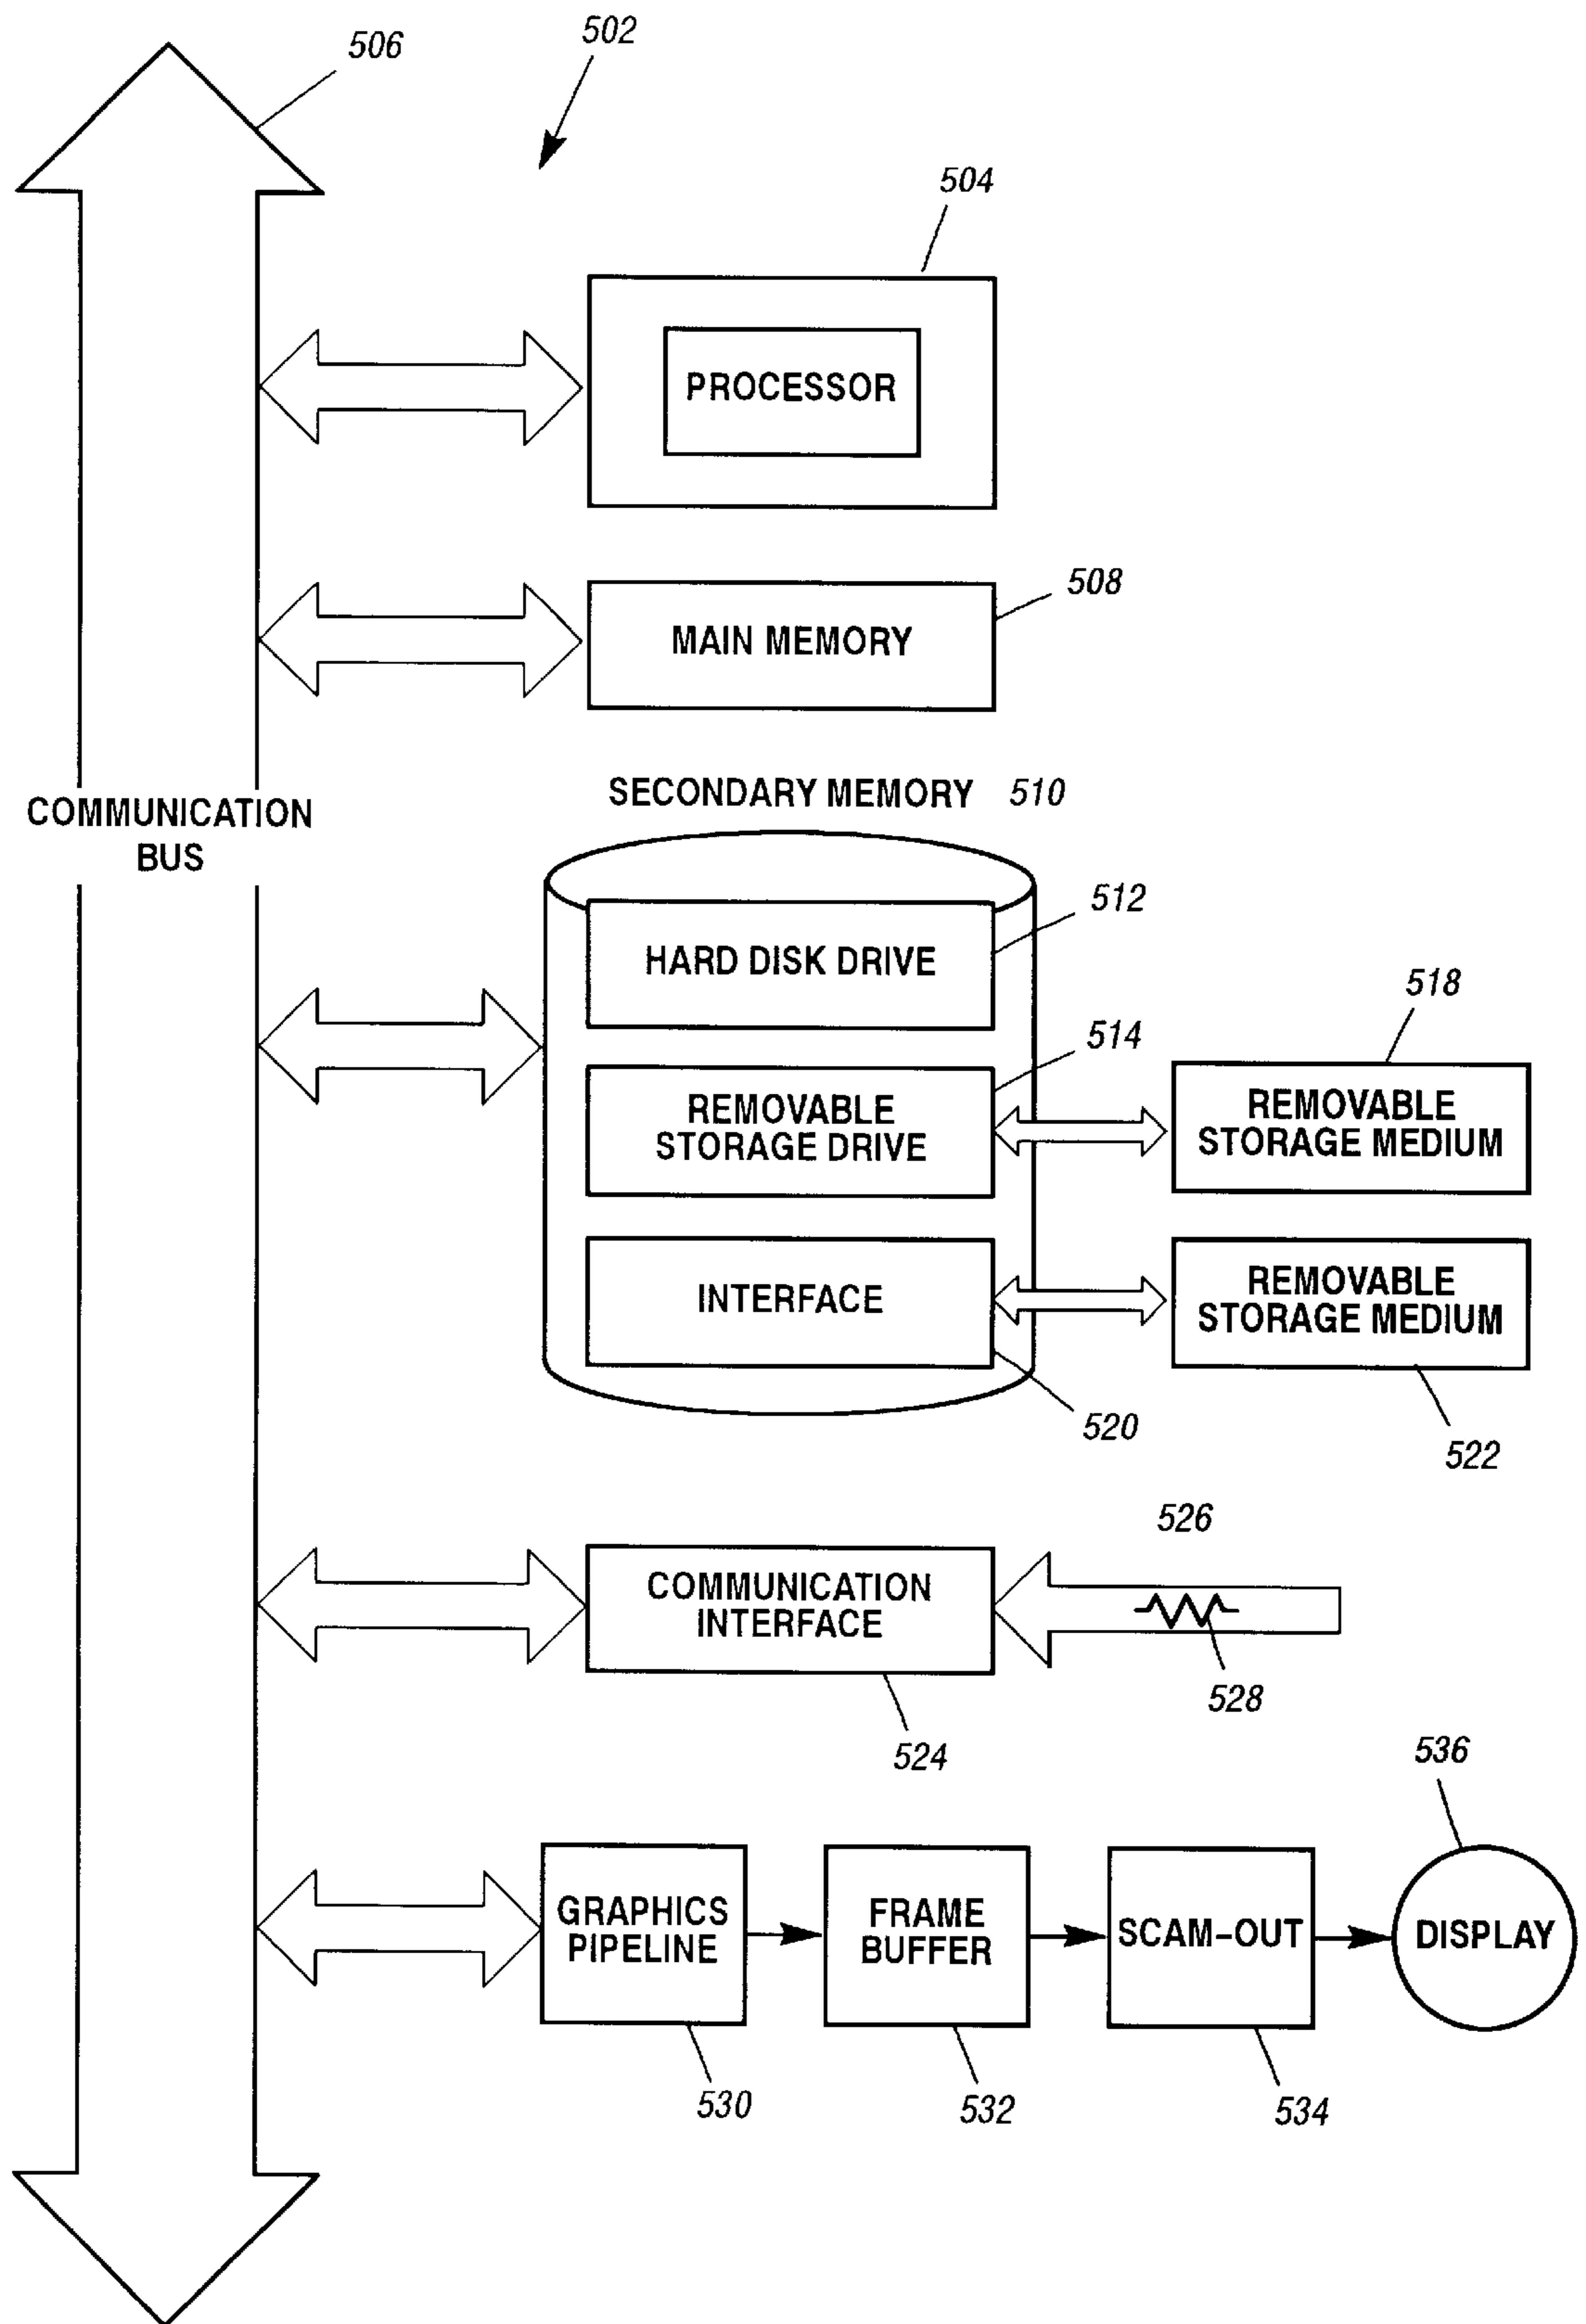 506
502
504
PROCESSOR
508
MAIN MEMORY
SECONDARY MEMORY 510
COMMUNICATION
BUS
512
HARD DISK DRIVE
518
514
REMOVABLE
STORAGE DRIVE
REMOVABLE
STORAGE MEDIUM
INTERFACE
REMOVABLE
STORAGE MEDIUM
520
522
526
COMMUNICATION
INTERFACE
528
524
536
GRAPHICS
PIPELINE
FRAME
BUFFER
SCAM-OUT
DISPLAY
530
532
534